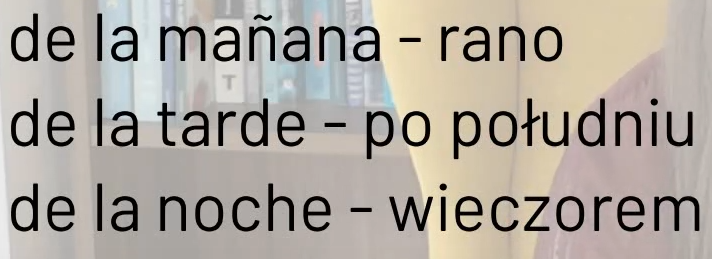 de la mañana - rano
de la tarde - po południu
de la noche - wieczorem